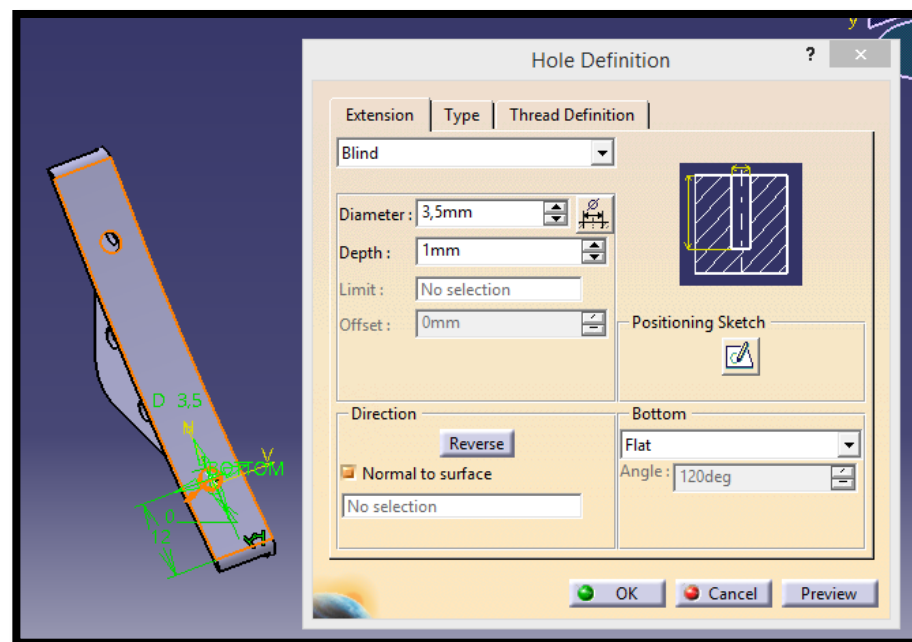 y
Hole Definition
?
Extension
Type
Thread Definition
Blind
Diameter : 3,5mm
Depth : 1mm
Limit : No selection
Offset : 0mm
Positioning Sketch
Direction
Reverse
Normal to surface
No selection
Bottom
Flat
Angle : 120deg
OK
Cancel
Preview
D 3,5
V
BOTTOM
0
12